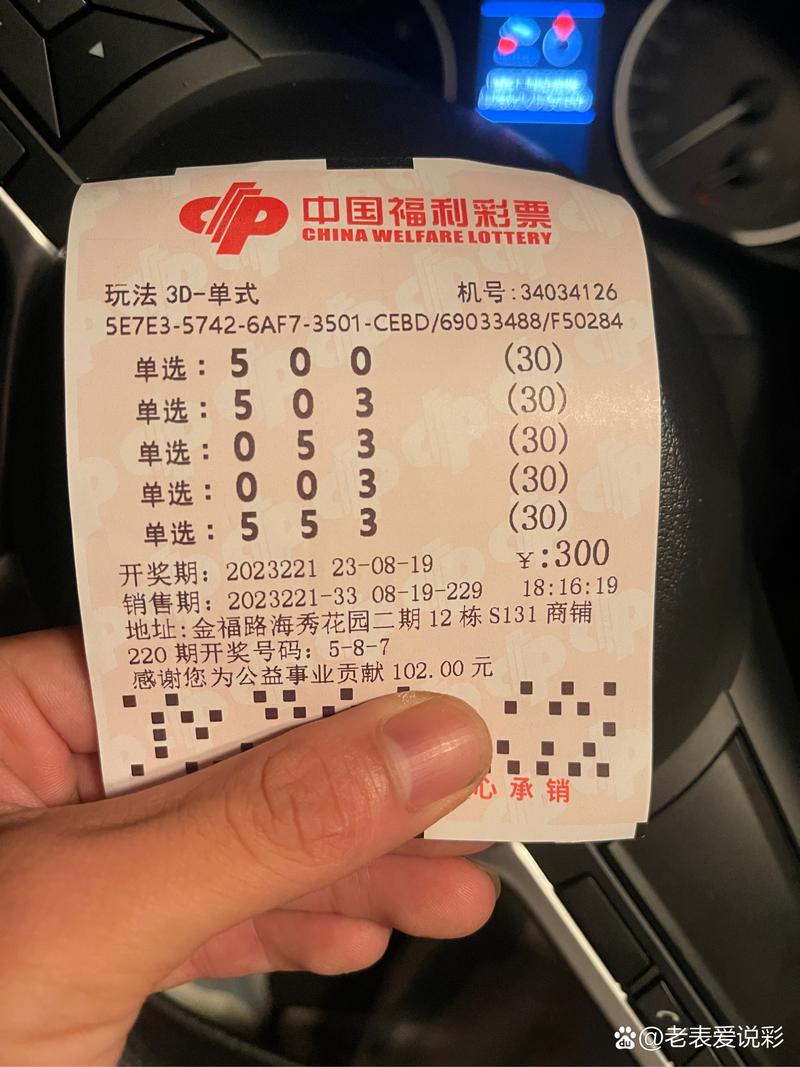 中国福利彩票
CHINA WELFARE LOTTERY
玩法 3D-单式 机号:34034126
5E7E3-5742-6AF7-3501-CEBD/69033488/F50284
单选: 5 0 0 (30)
单选: 5 0 3 (30)
单选: 0 5 3 (30)
单选: 0 0 3 (30)
单选: 5 5 3 (30)
开奖期: 2023221 23-08-19 ¥:300
销售期: 2023221-33 08-19-229 18:16:19
地址:金福路海秀花园二期12栋S131商铺
220期开奖号码: 5-8-7
感谢您为公益事业贡献102.00元
心承销
@老表爱说彩